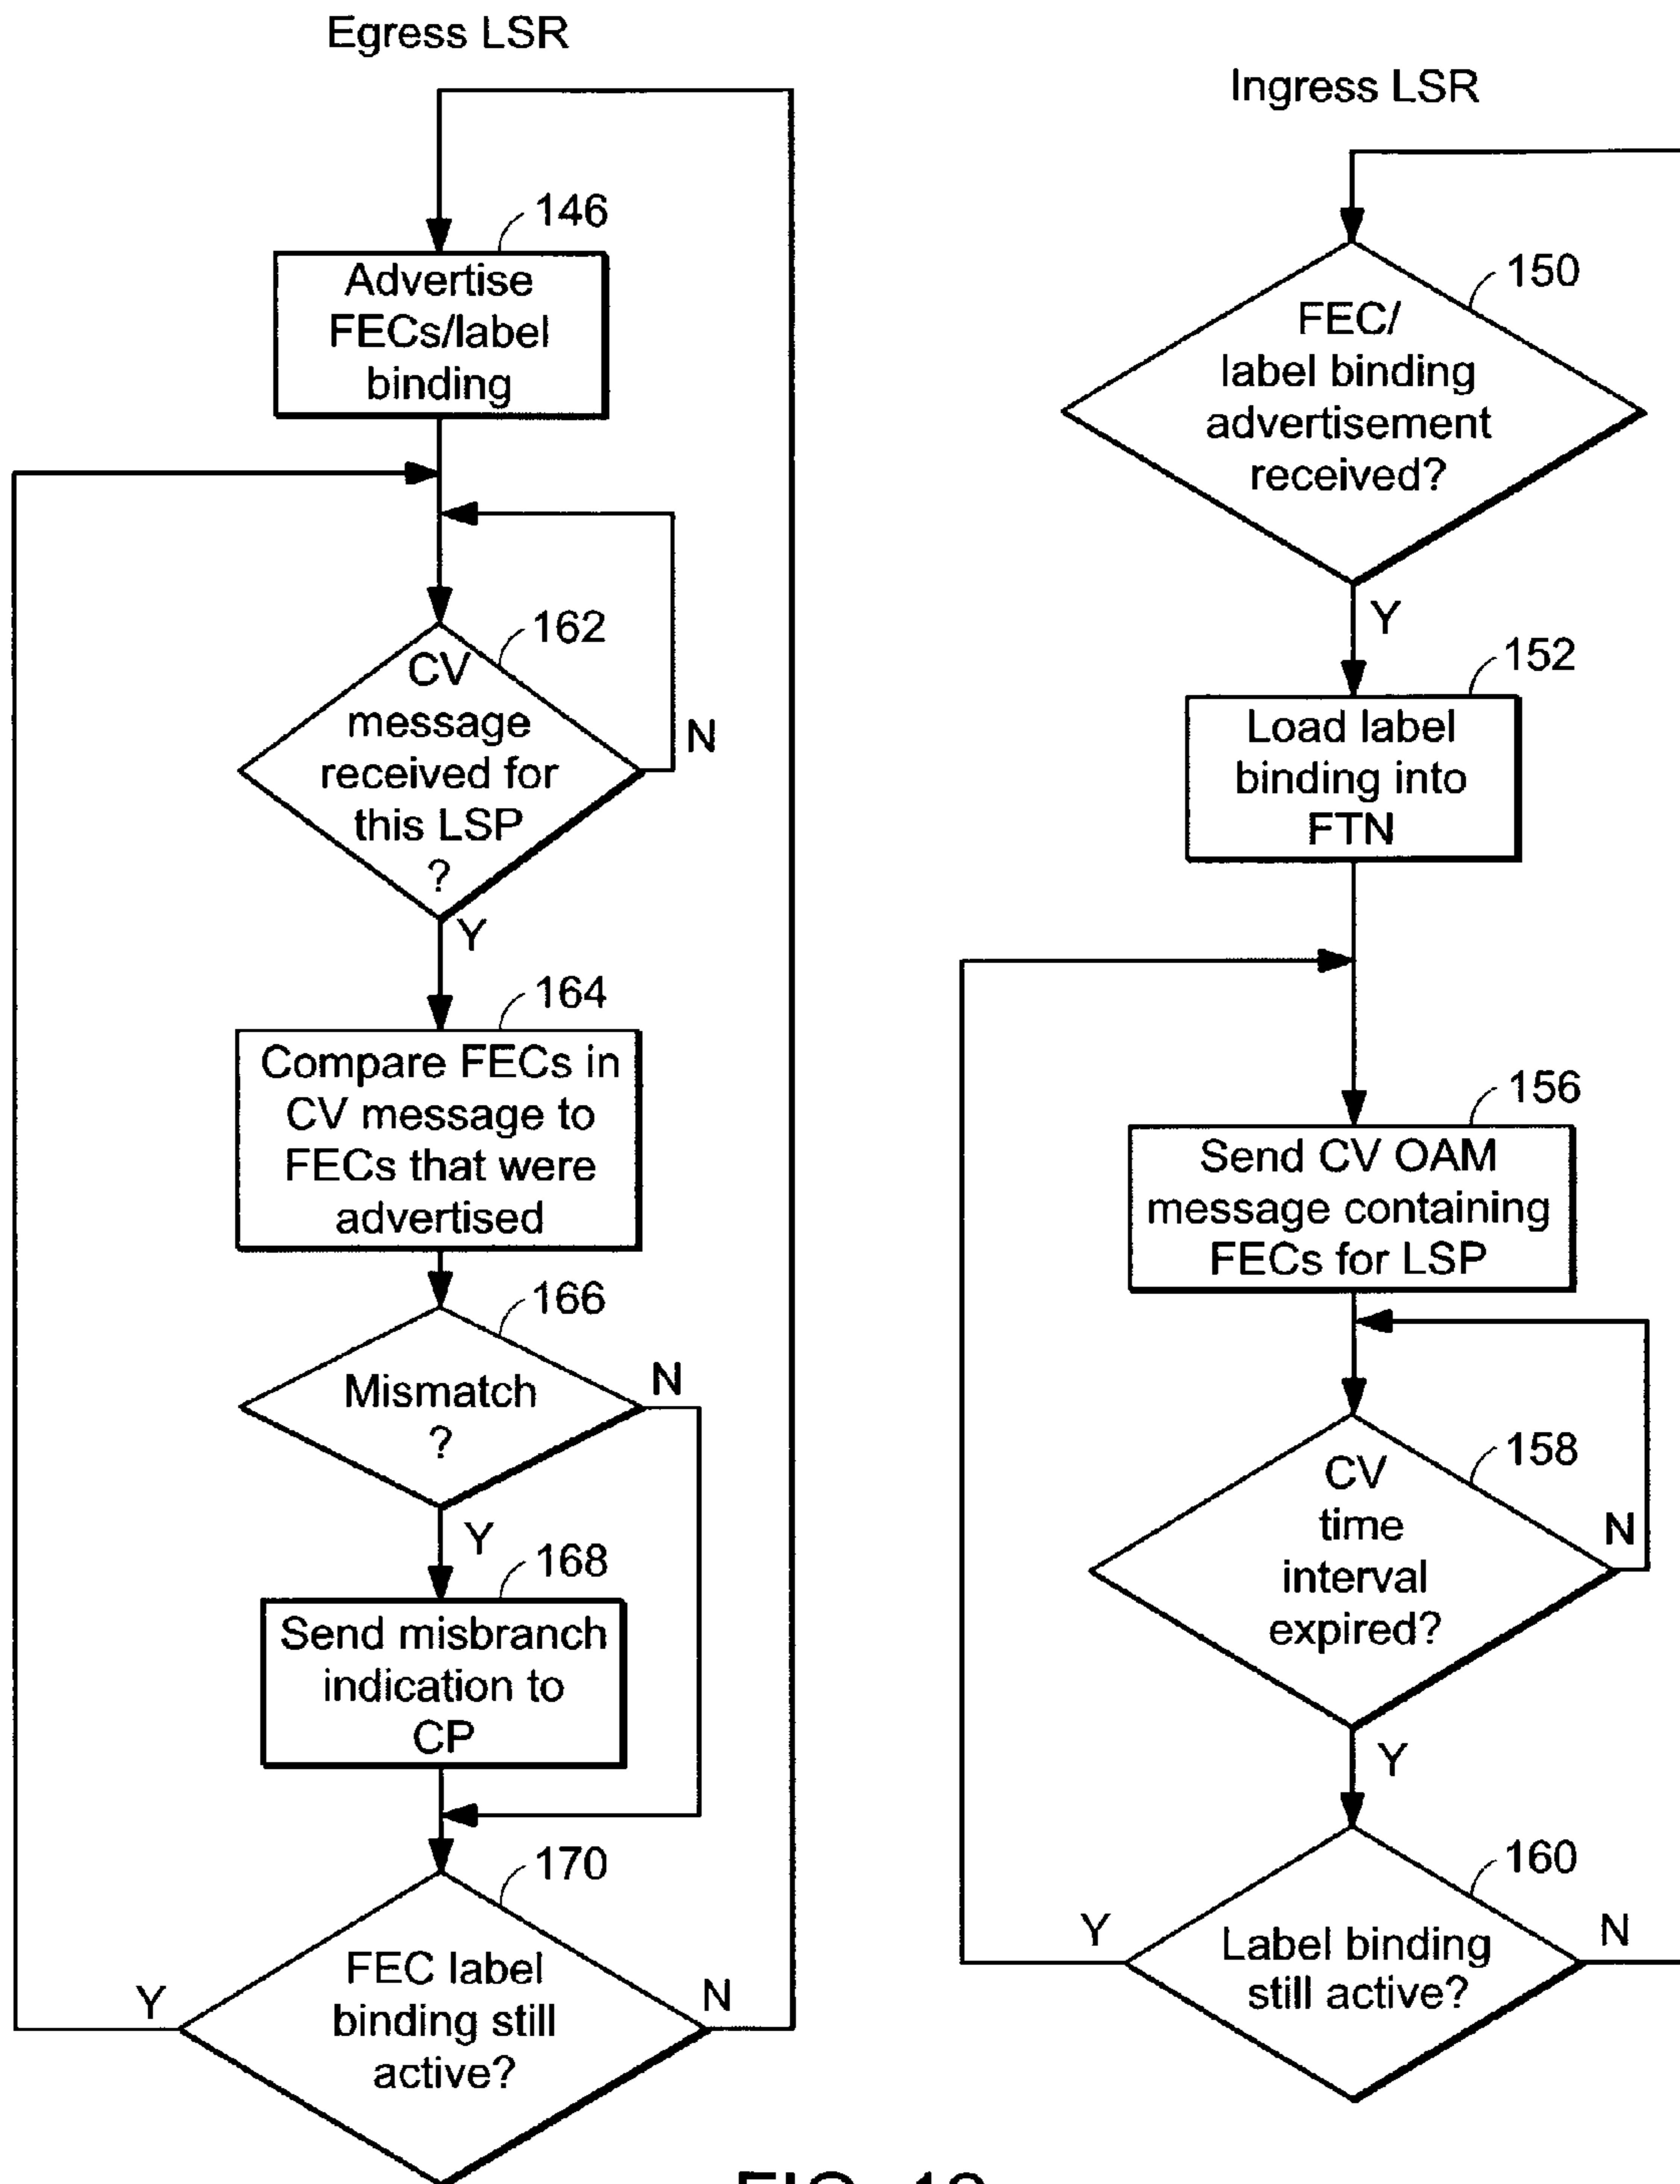 Egress LSR
146
Advertise
FECs/label
binding
162
CV
message
received for
this LSP
?
N
Y
164
Compare FECs in
CV message to
FECs that were
advertised
166
Mismatch
?
N
Y
168
Send misbranch
indication to
CP
170
FEC label
binding still
active?
Y
N
Ingress LSR
150
FEC/
label binding
advertisement
received?
Y
152
Load label
binding into
FTN
156
Send CV OAM
message containing
FECs for LSP
158
CV
time
interval
expired?
N
Y
160
Label binding
still active?
Y
N